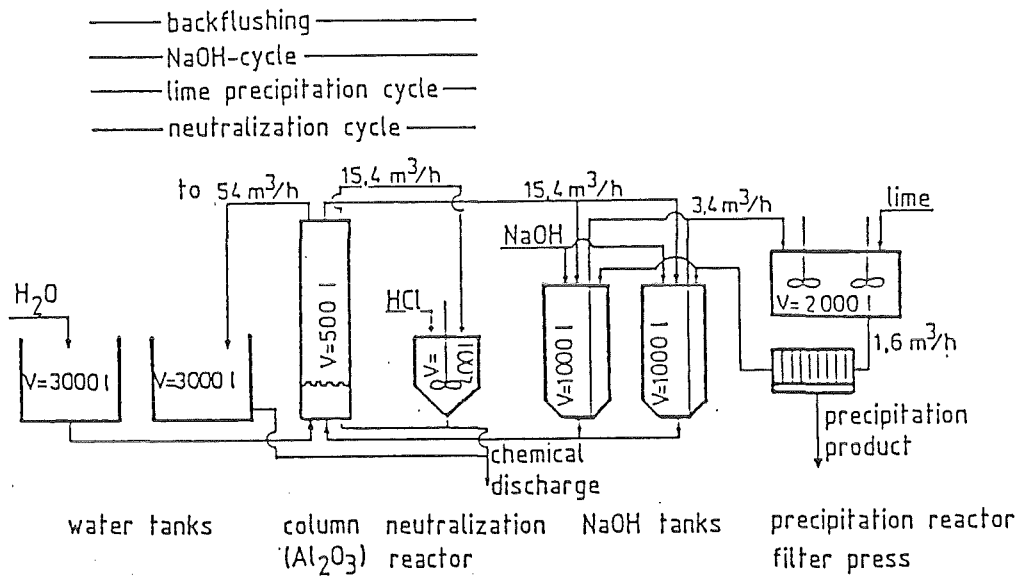 backflushing
NaOH-cycle
lime precipitation cycle
neutralization cycle
to 54 m³/h
15,4 m³/h
15,4 m³/h
3,4 m³/h
lime
NaOH
H₂O
HCl
V=500 l
V=3000 l
V=3000 l
V=
100 l
V=1000 l
V=1000 l
V=2000 l
1,6 m³/h
precipitation
product
chemical
discharge
water tanks
column
(Al₂O₃)
neutralization
reactor
NaOH tanks
precipitation reactor
filter press